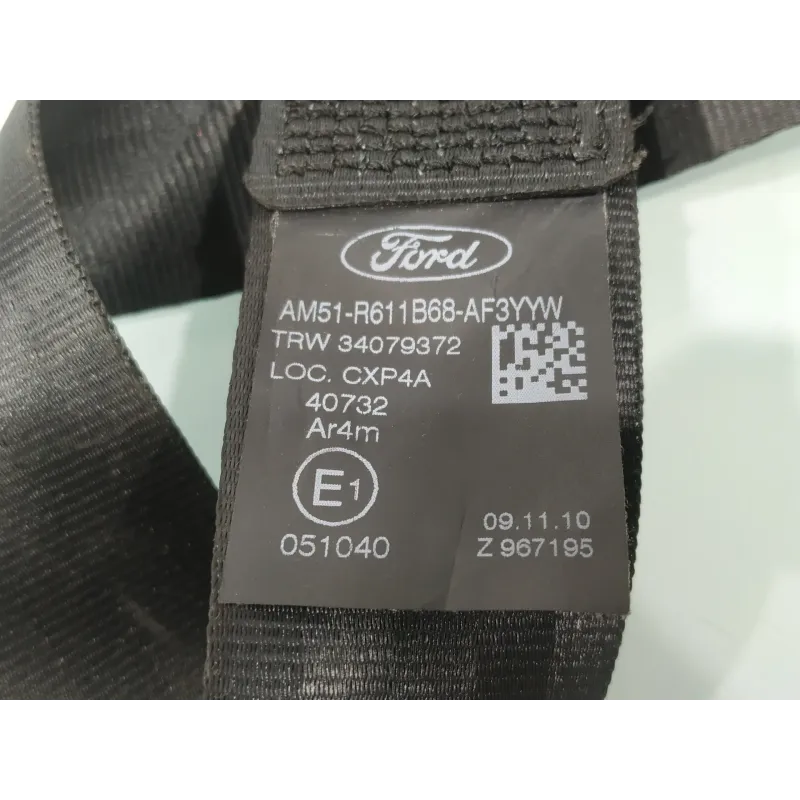 Ford
AM51-R611B68-AF3YYW
TRW 34079372
LOC. CXP4A
40732
Ar4m
E1
051040
09.11.10
Z 967195